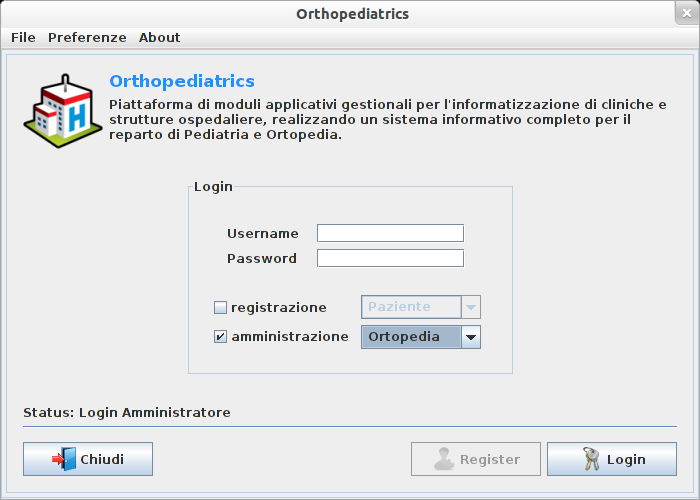 Orthopediatrics
File Preferenze About
Orthopediatrics
Piattaforma di moduli applicativi gestionali per l'informatizzazione di cliniche e
strutture ospedaliere, realizzando un sistema informativo completo per il
reparto di Pediatria e Ortopedia.
H
Login
Username
Password
registrazione Paziente
amministrazione Ortopedia
Status: Login Amministratore
Chiudi Register Login